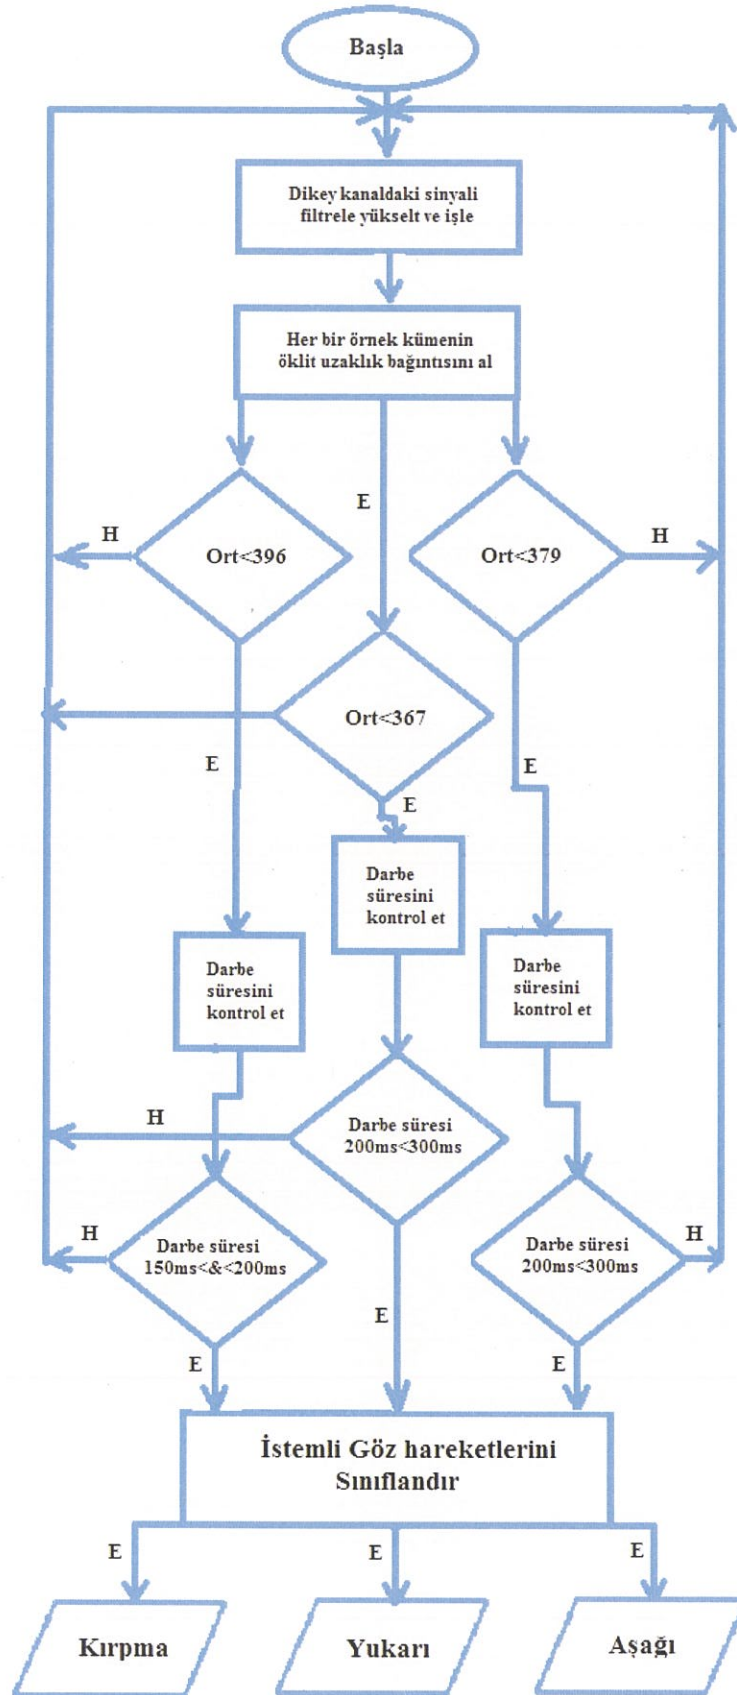 Başla
Dikey kanaldaki sinyali
filtrele yükselt ve işle
Her bir örnek kümenin
öklit uzaklık bağıntısını al
E
H
Ort<396
Ort<379
H
Ort<367
E
E
E
Darbe
süresini
kontrol et
Darbe
süresini
kontrol et
Darbe
süresini
kontrol et
H
Darbe süresi
200ms<300ms
H
Darbe süresi
150ms<&<200ms
Darbe süresi
200ms<300ms
H
E
E
E
İstemli Göz hareketlerini
Sınıflandır
E
E
E
Kırpma
Yukarı
Aşağı